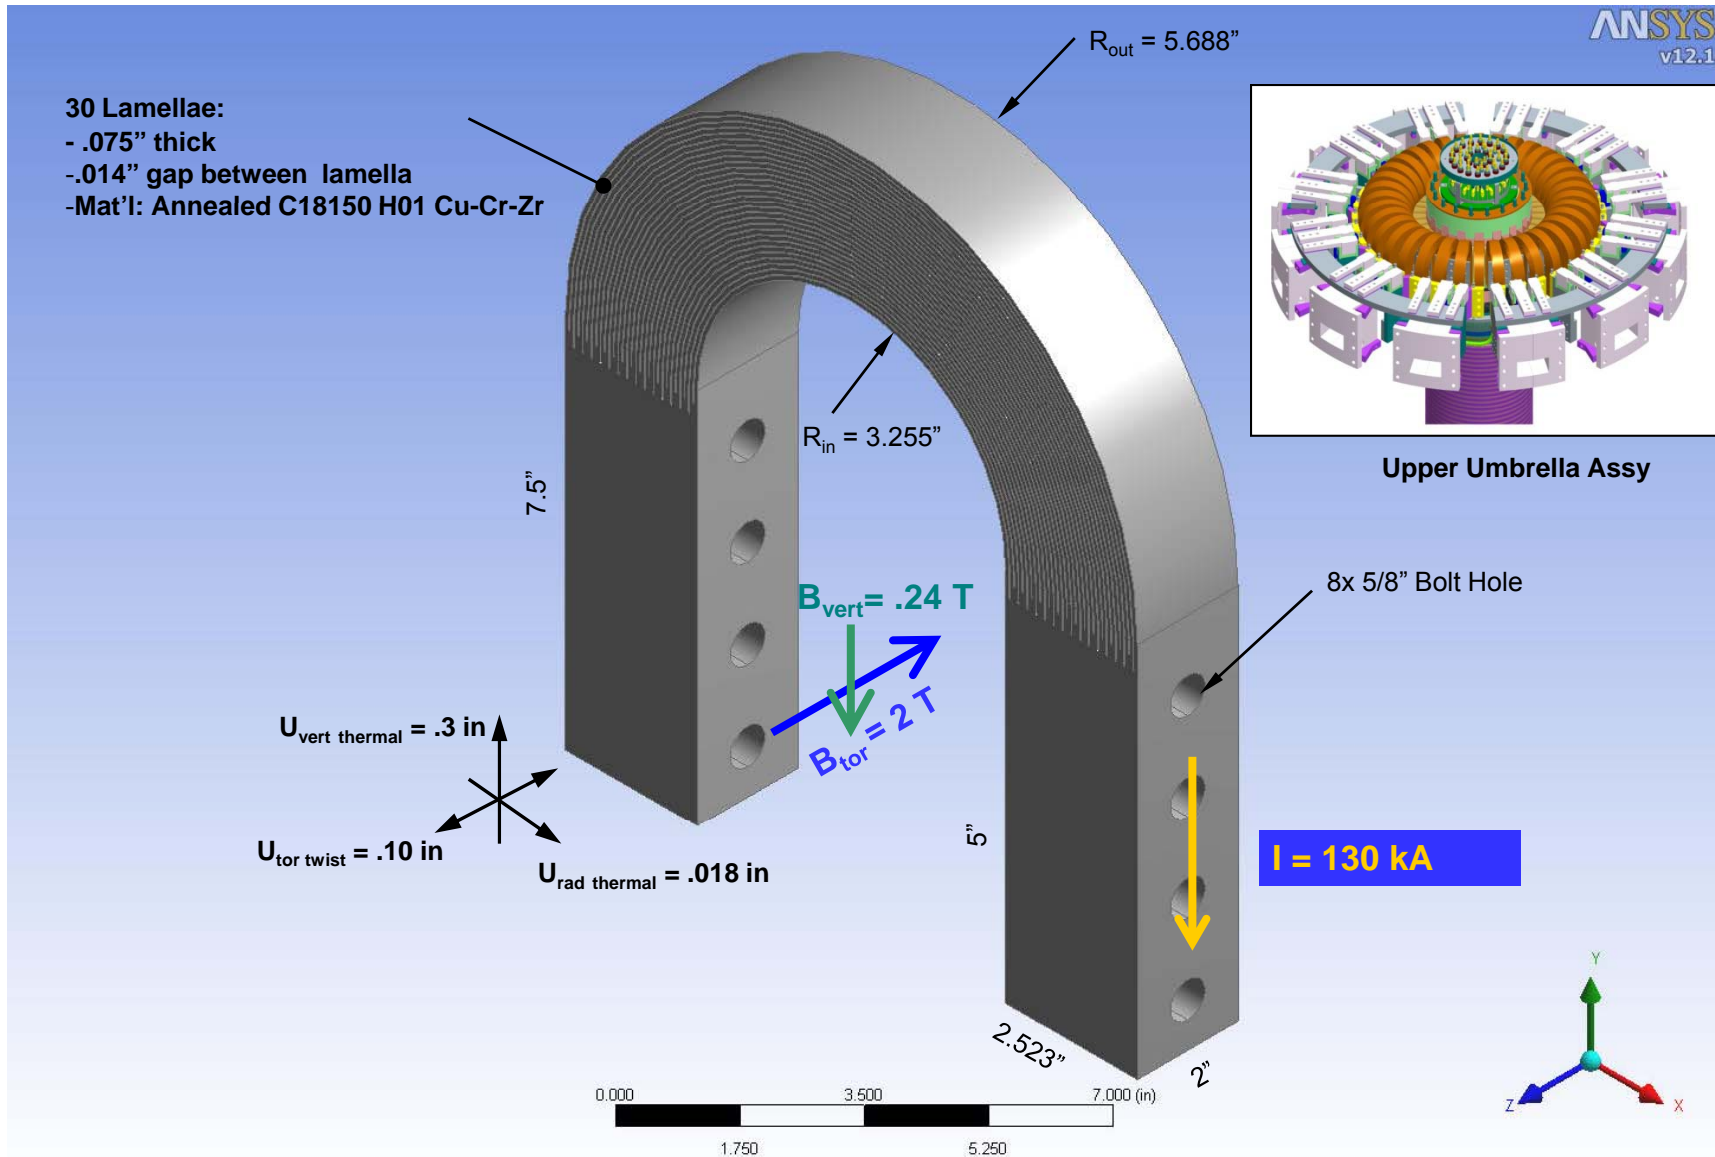 ANSYS
v12.1
R_out = 5.688”
30 Lamellae:
- .075” thick
-.014” gap between lamella
-Mat’l: Annealed C18150 H01 Cu-Cr-Zr
R_in = 3.255”
Upper Umbrella Assy
7.5”
8x 5/8” Bolt Hole
B_vert= .24 T
B_tor = 2 T
U_vert thermal = .3 in
U_tor twist = .10 in
U_rad thermal = .018 in
5”
I = 130 kA
2.523”
2”
0.000 3.500 7.000 (in)
1.750 5.250
Y
Z
X